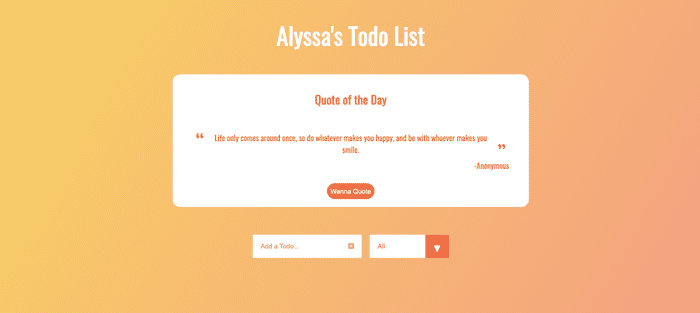 Alyssa's Todo List
Quote of the Day
“ Life only comes around once, so do whatever makes you happy, and be with whoever makes you
smile. ”
-Anonymous
Wanna Quote
Add a Todo...
All